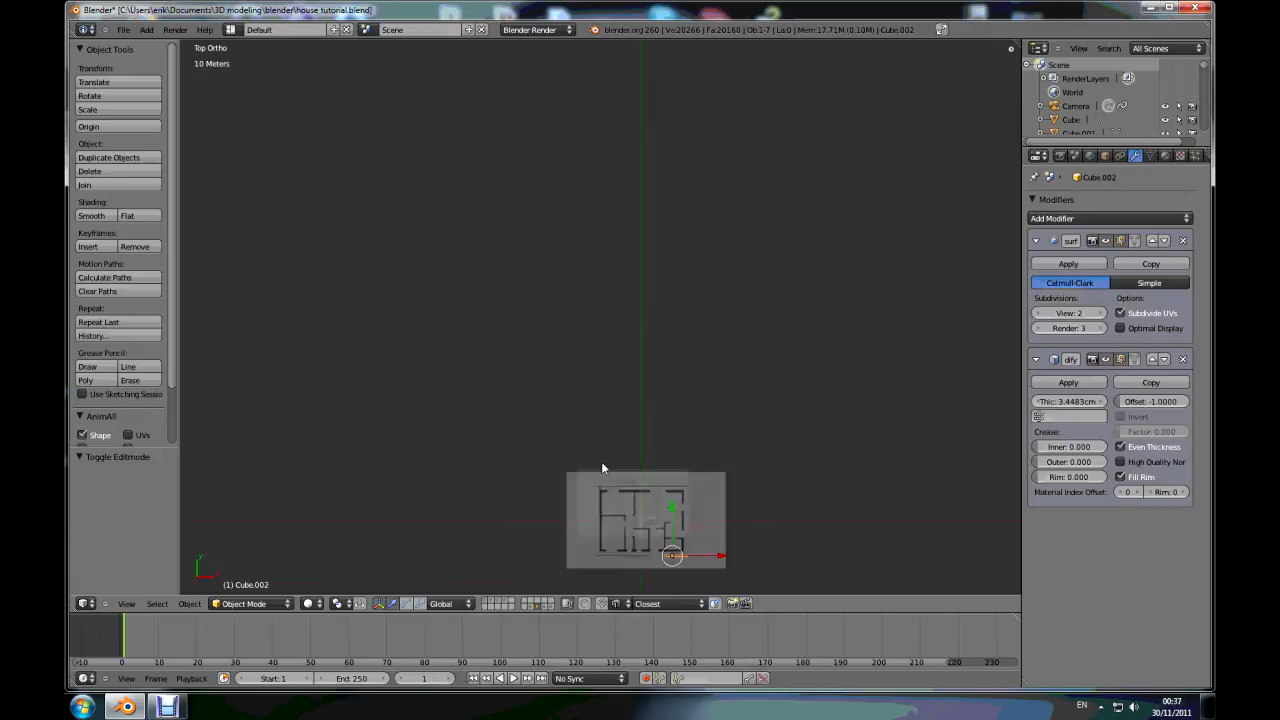 Blender* [C:\Users\erik\Documents\3D modeling\blender\house tutorial.blend]
File Add Render Help Default Scene Blender Render blender.org 260 | Ve:20266 | Fa:20160 | Ob:1-7 | La:0 | Mem:17.71M (0.10M) | Cube.002
Object Tools
Transform:
Translate
Rotate
Scale
Origin
Object:
Duplicate Objects
Delete
Join
Shading:
Smooth Flat
Keyframes:
Insert Remove
Motion Paths:
Calculate Paths
Clear Paths
Repeat:
Repeat Last
History...
Grease Pencil:
Draw Line
Poly Erase
Use Sketching Sessio
AnimAll
Shape UVs
Toggle Editmode
Top Ortho
10 Meters
(1) Cube.002
View Search All Scenes
Scene
RenderLayers
World
Camera
Cube
Cube.001
Cube.002
Modifiers
Add Modifier
surf
Apply Copy
Catmull-Clark Simple
Subdivisions: Options:
View: 2 Subdivide UVs
Render: 3 Optimal Display
dify
Apply Copy
Thic: 3.4483cm Offset: -1.0000
Invert
Crease: Factor: 0.000
Inner: 0.000 Even Thickness
Outer: 0.000 High Quality Nor
Rim: 0.000 Fill Rim
Material Index Offset: 0 Rim: 0
View Select Object Object Mode Global Closest
-10 0 10 20 30 40 50 60 70 80 90 100 110 120 130 140 150 160 170 180 190 200 210 220 230
View Frame Playback Start: 1 End: 250 1 No Sync
EN 00:37
30/11/2011